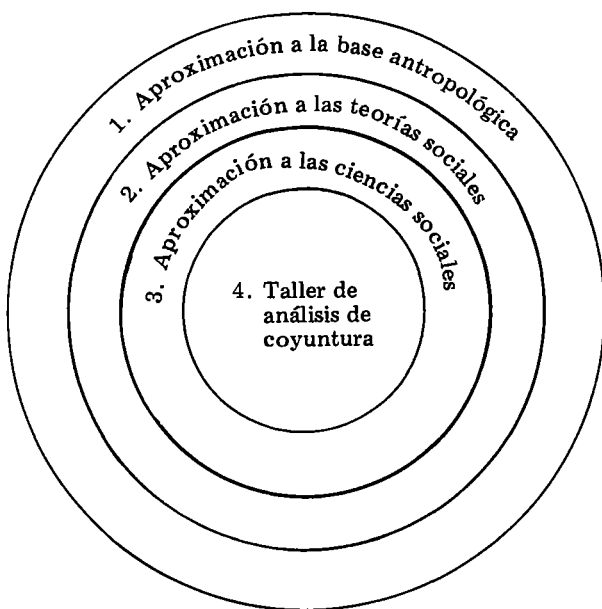 1. Aproximación a la base antropológica
2. Aproximación a las teorías sociales
3. Aproximación a las ciencias sociales
4. Taller de
análisis de
coyuntura